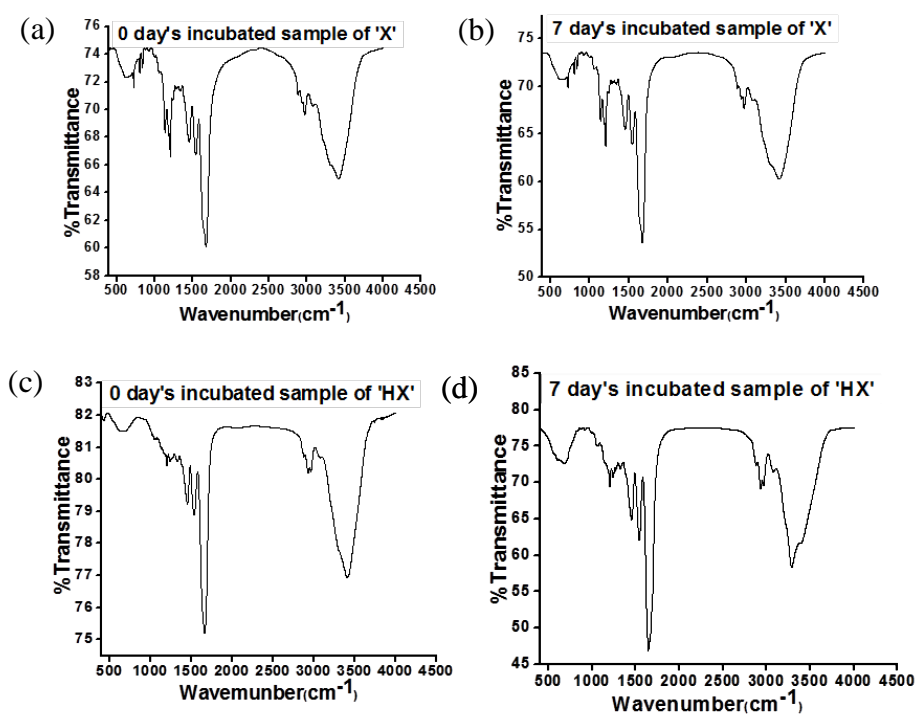 (a)
0 day's incubated sample of 'X'
76
74
72
70
68
66
64
62
60
58
%Transmittance
500 1000 1500 2000 2500 3000 3500 4000 4500
Wavenumber(cm-1)
(b)
7 day's incubated sample of 'X'
75
70
65
60
55
50
%Transmittance
500 1000 1500 2000 2500 3000 3500 4000 4500
Wavenumber(cm-1)
(c)
0 day's incubated sample of 'HX'
83
82
81
80
79
78
77
76
75
%Transmittance
500 1000 1500 2000 2500 3000 3500 4000 4500
Wavemunber(cm-1)
(d)
7 day's incubated sample of 'HX'
85
80
75
70
65
60
55
50
45
%Transmittance
500 1000 1500 2000 2500 3000 3500 4000 4500
Wavenumber(cm-1)